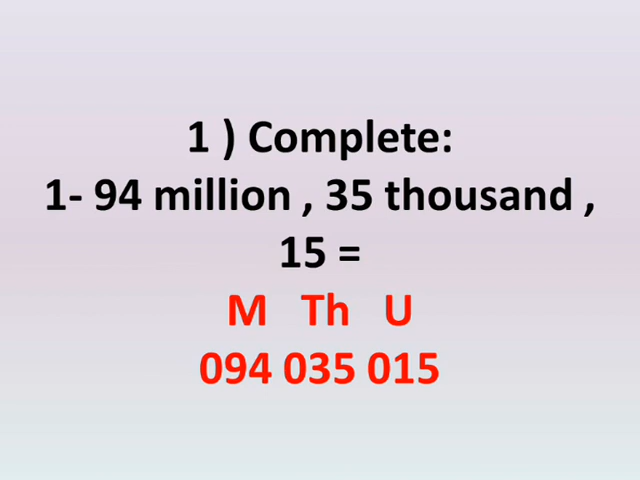 1 ) Complete:
1- 94 million , 35 thousand ,
15 =
M Th U
094 035 015